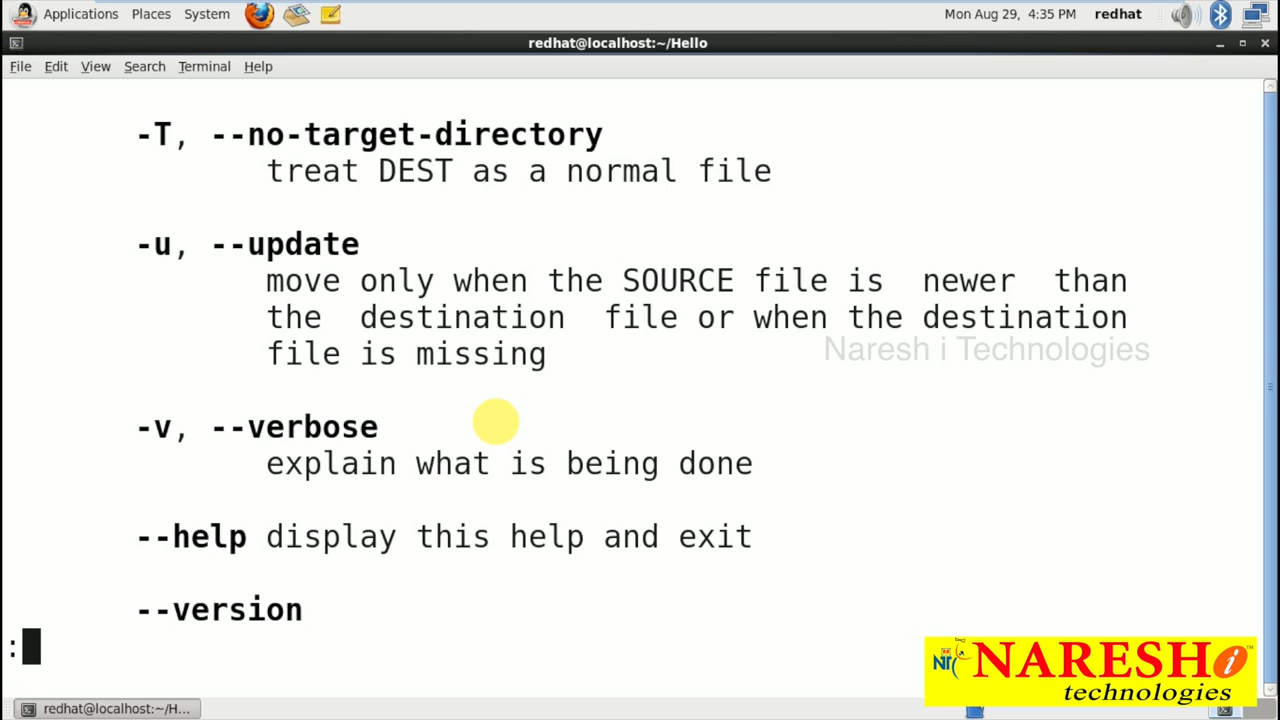 Applications Places System
Mon Aug 29, 4:35 PM redhat
redhat@localhost:~/Hello
File Edit View Search Terminal Help
-T, --no-target-directory
treat DEST as a normal file
-u, --update
move only when the SOURCE file is newer than
the destination file or when the destination
file is missing
Naresh i Technologies
-v, --verbose
explain what is being done
--help display this help and exit
--version
:
NT
NARESH i
technologies
redhat@localhost:~/H...